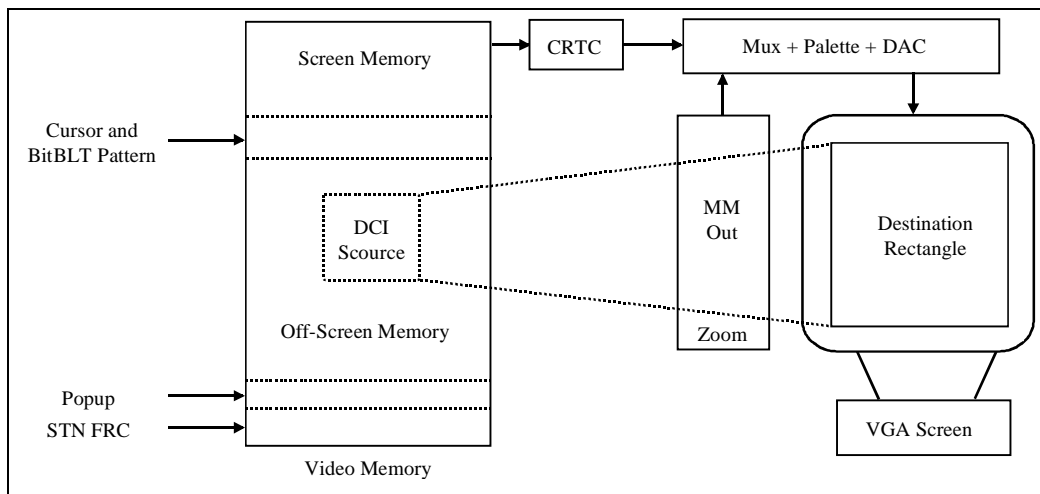 Screen Memory
CRTC
Mux + Palette + DAC
Cursor and
BitBLT Pattern
DCI
Scource
MM
Out
Destination
Rectangle
Off-Screen Memory
Zoom
Popup
STN FRC
VGA Screen
Video Memory